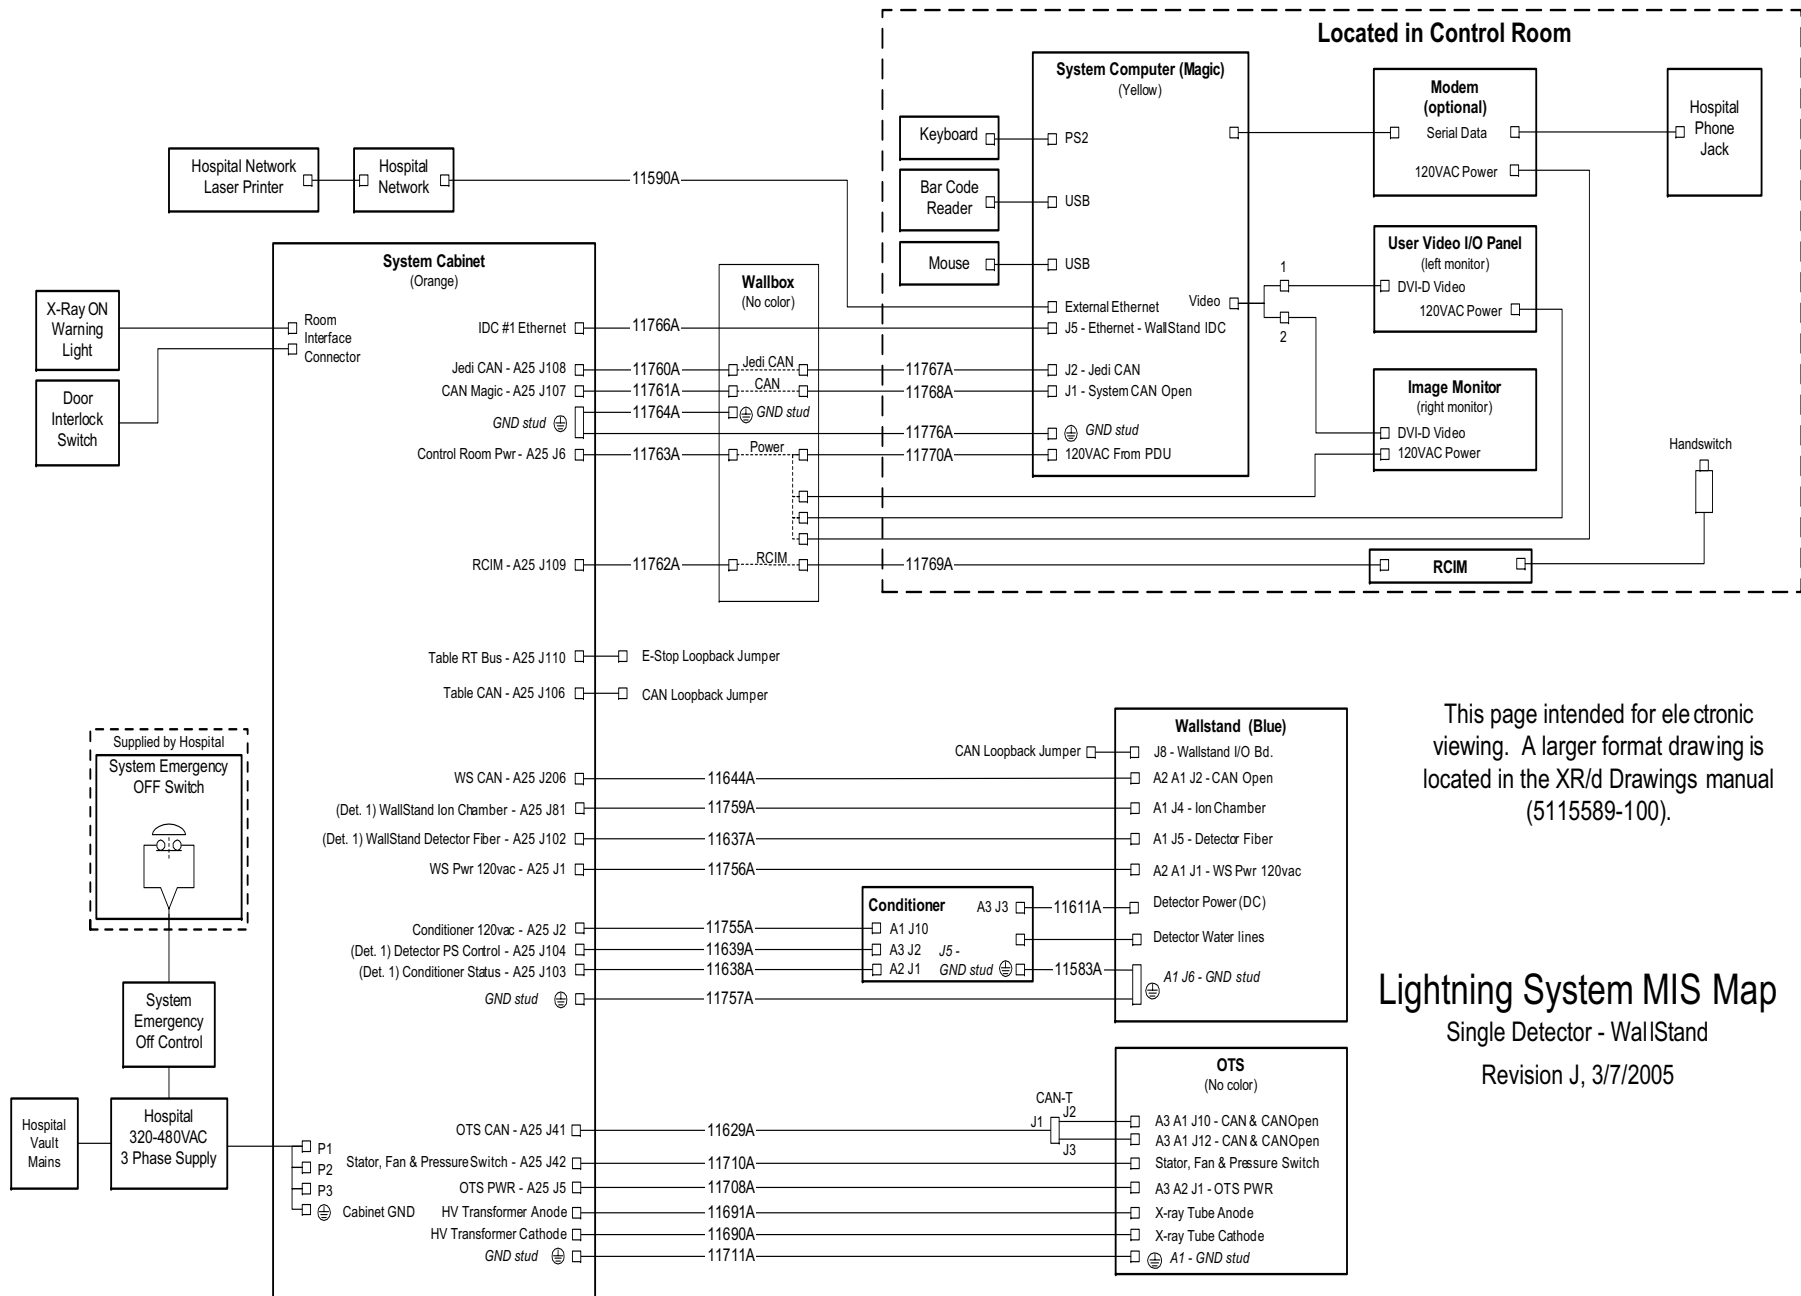 Located in Control Room
System Computer (Magic)
(Yellow)
Keyboard
PS2
Bar Code
Reader
USB
Mouse
USB
External Ethernet
Video
J5 - Ethernet - WallStand IDC
J2 - Jedi CAN
J1 - System CAN Open
GND stud
120VAC From PDU
1
2
Modem
(optional)
Serial Data
120VAC Power
Hospital
Phone
Jack
User Video I/O Panel
(left monitor)
DVI-D Video
120VAC Power
Image Monitor
(right monitor)
DVI-D Video
120VAC Power
Handswitch
RCIM
Hospital Network
Laser Printer
Hospital
Network
11590A
X-Ray ON
Warning
Light
Door
Interlock
Switch
System Cabinet
(Orange)
Room
Interface
Connector
Wallbox
(No color)
IDC #1 Ethernet
11766A
Jedi CAN - A25 J108
11760A
Jedi CAN
11767A
CAN Magic - A25 J107
11761A
CAN
11768A
11764A
GND stud
GND stud
11776A
Control Room Pwr - A25 J6
11763A
Power
11770A
RCIM - A25 J109
11762A
RCIM
11769A
Table RT Bus - A25 J110
E-Stop Loopback Jumper
Table CAN - A25 J106
CAN Loopback Jumper
Supplied by Hospital
System Emergency
OFF Switch
System
Emergency
Off Control
Hospital
Vault
Mains
Hospital
320-480VAC
3 Phase Supply
P1
P2
P3
Cabinet GND
Wallstand (Blue)
CAN Loopback Jumper
J8 - Wallstand I/O Bd.
WS CAN - A25 J206
11644A
A2 A1 J2 - CAN Open
(Det. 1) WallStand Ion Chamber - A25 J81
11759A
A1 J4 - Ion Chamber
(Det. 1) WallStand Detector Fiber - A25 J102
11637A
A1 J5 - Detector Fiber
WS Pwr 120vac - A25 J1
11756A
A2 A1 J1 - WS Pwr 120vac
Conditioner
A3 J3
11611A
Detector Power (DC)
Conditioner 120vac - A25 J2
11755A
A1 J10
Detector Water lines
(Det. 1) Detector PS Control - A25 J104
11639A
A3 J2
J5 -
(Det. 1) Conditioner Status - A25 J103
11638A
A2 J1
GND stud
11583A
A1 J6 - GND stud
GND stud
11757A
OTS
(No color)
CAN-T
J1
J2
J3
OTS CAN - A25 J41
11629A
A3 A1 J10 - CAN & CANOpen
A3 A1 J12 - CAN & CANOpen
Stator, Fan & Pressure Switch - A25 J42
11710A
Stator, Fan & Pressure Switch
OTS PWR - A25 J5
11708A
A3 A2 J1 - OTS PWR
HV Transformer Anode
11691A
X-ray Tube Anode
HV Transformer Cathode
11690A
X-ray Tube Cathode
GND stud
11711A
A1 - GND stud
This page intended for electronic
viewing. A larger format drawing is
located in the XR/d Drawings manual
(5115589-100).
Lightning System MIS Map
Single Detector - WallStand
Revision J, 3/7/2005